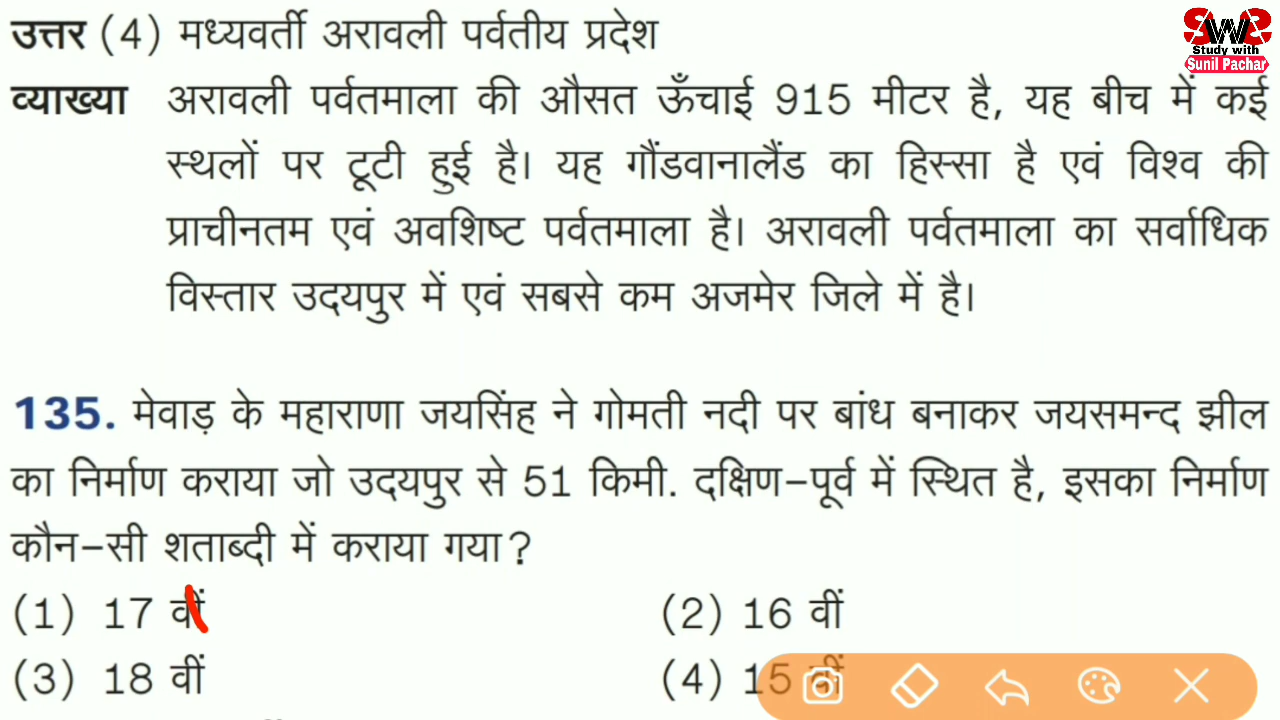 उत्तर (4) मध्यवर्ती अरावली पर्वतीय प्रदेश
SWS
Study with
Sunil Pachar
व्याख्या अरावली पर्वतमाला की औसत ऊँचाई 915 मीटर है, यह बीच में कई
स्थलों पर टूटी हुई है। यह गौंडवानालैंड का हिस्सा है एवं विश्व की
प्राचीनतम एवं अवशिष्ट पर्वतमाला है। अरावली पर्वतमाला का सर्वाधिक
विस्तार उदयपुर में एवं सबसे कम अजमेर जिले में है।
135. मेवाड़ के महाराणा जयसिंह ने गोमती नदी पर बांध बनाकर जयसमन्द झील
का निर्माण कराया जो उदयपुर से 51 किमी. दक्षिण-पूर्व में स्थित है, इसका निर्माण
कौन-सी शताब्दी में कराया गया?
(1) 17 वीं (2) 16 वीं
(3) 18 वीं (4) 15 वीं